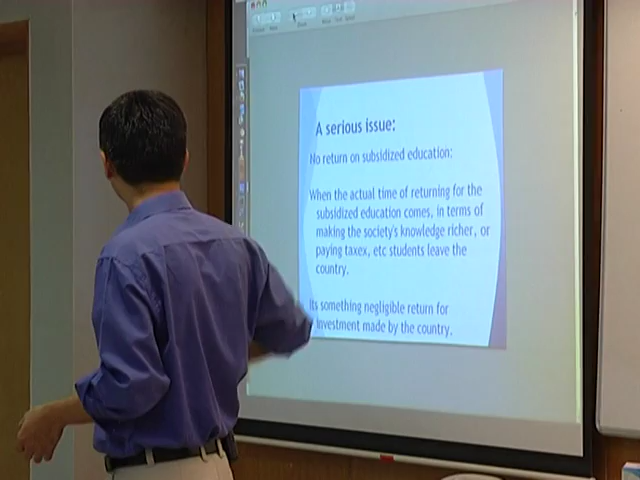 A serious issue:
No return on subsidized education:
When the actual time of returning for the
subsidized education comes, in terms of
making the society's knowledge richer, or
paying taxex, etc students leave the
country.
Its something negligible return for
investment made by the country.